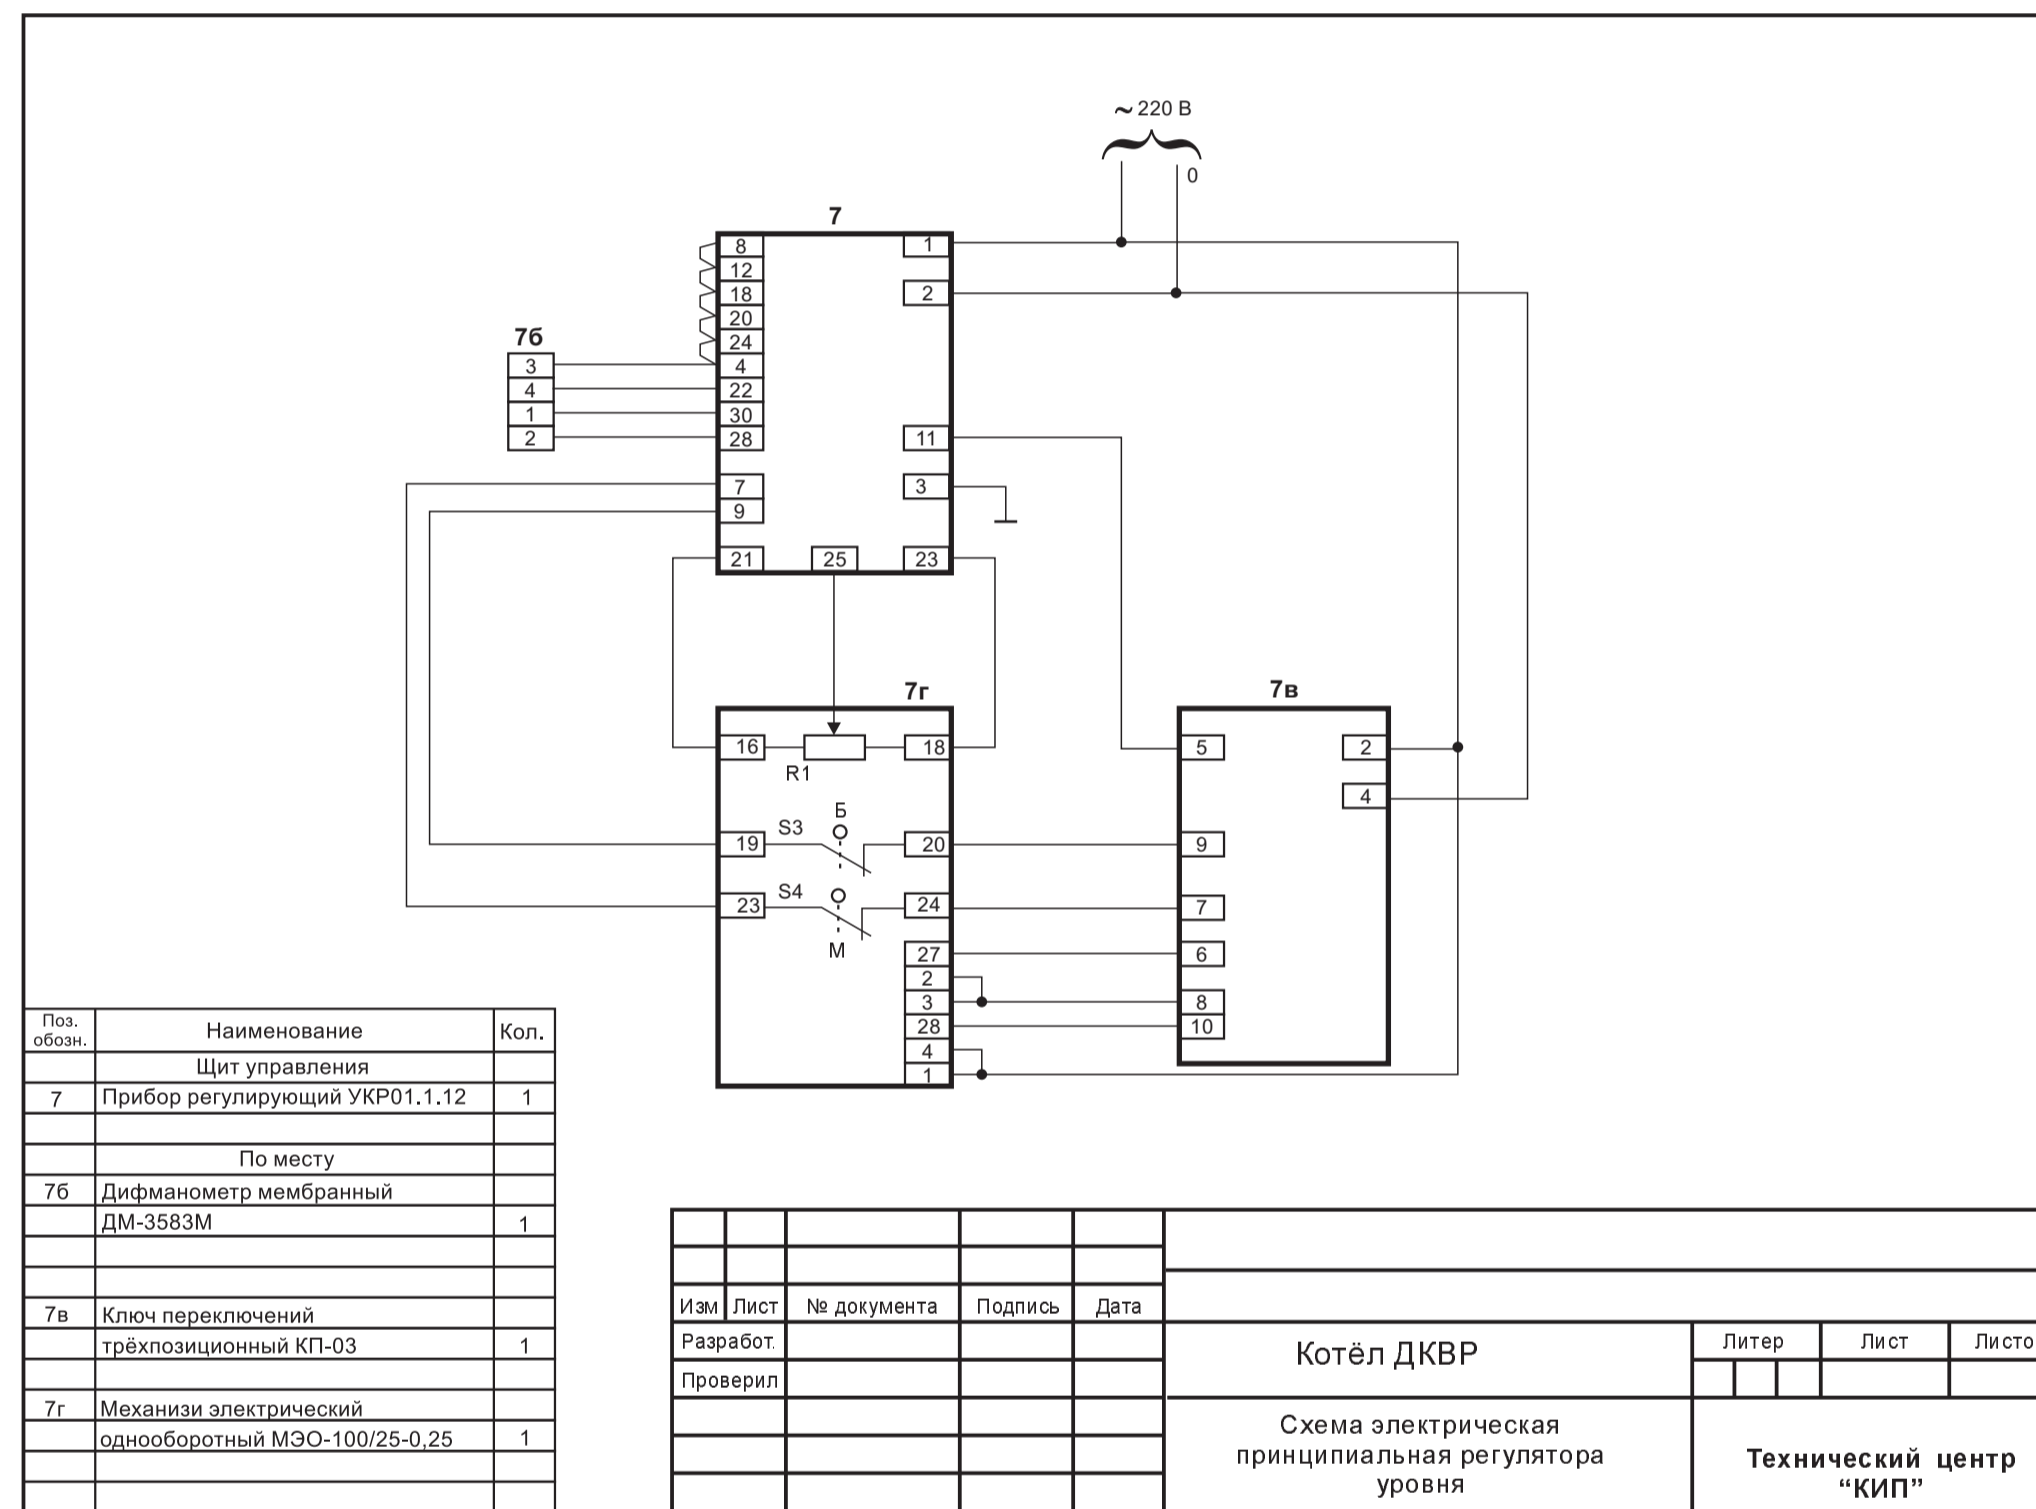 ~ 220 В
0
7
8
1
12
18
2
20
24
7б
3
4
4
22
1
30
2
28
11
7
3
9
21
25
23
7г
7в
16
18
R1
5
2
4
Б
S3
19
20
9
S4
23
24
7
М
27
6
2
3
8
28
10
4
1
Поз. обозн.
Наименование
Кол.
Щит управления
7 Прибор регулирующий УКР01.1.12 1
По месту
7б Дифманометр мембранный
ДМ-3583М 1
7в Ключ переключений
трёхпозиционный КП-03 1
7г Механизи электрический
однооборотный МЭО-100/25-0,25 1
Изм Лист № документа Подпись Дата
Разработ.
Проверил
Котёл ДКВР
Литер Лист Листо
Схема электрическая
принципиальная регулятора
уровня
Технический центр
“КИП”